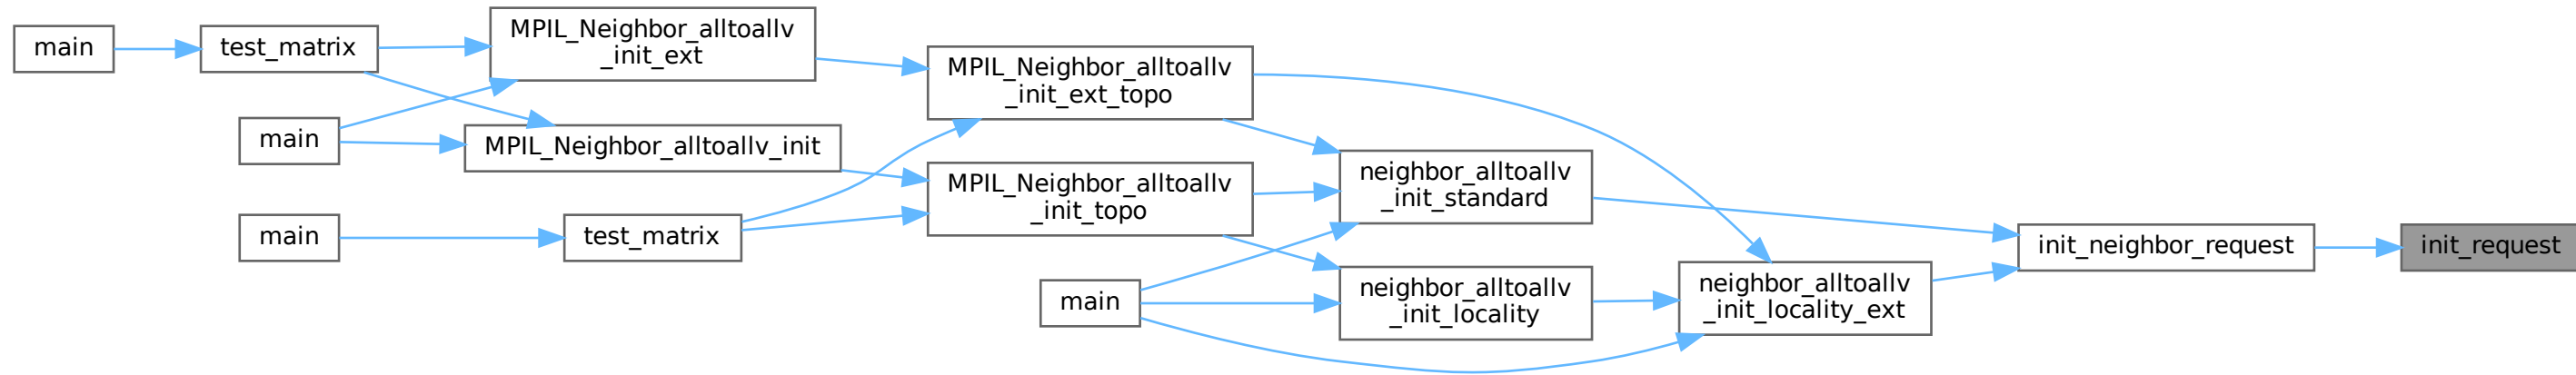 main
test_matrix
MPIL_Neighbor_alltoallv
_init_ext
main
MPIL_Neighbor_alltoallv_init
main
test_matrix
MPIL_Neighbor_alltoallv
_init_ext_topo
MPIL_Neighbor_alltoallv
_init_topo
main
neighbor_alltoallv
_init_standard
neighbor_alltoallv
_init_locality
neighbor_alltoallv
_init_locality_ext
init_neighbor_request
init_request